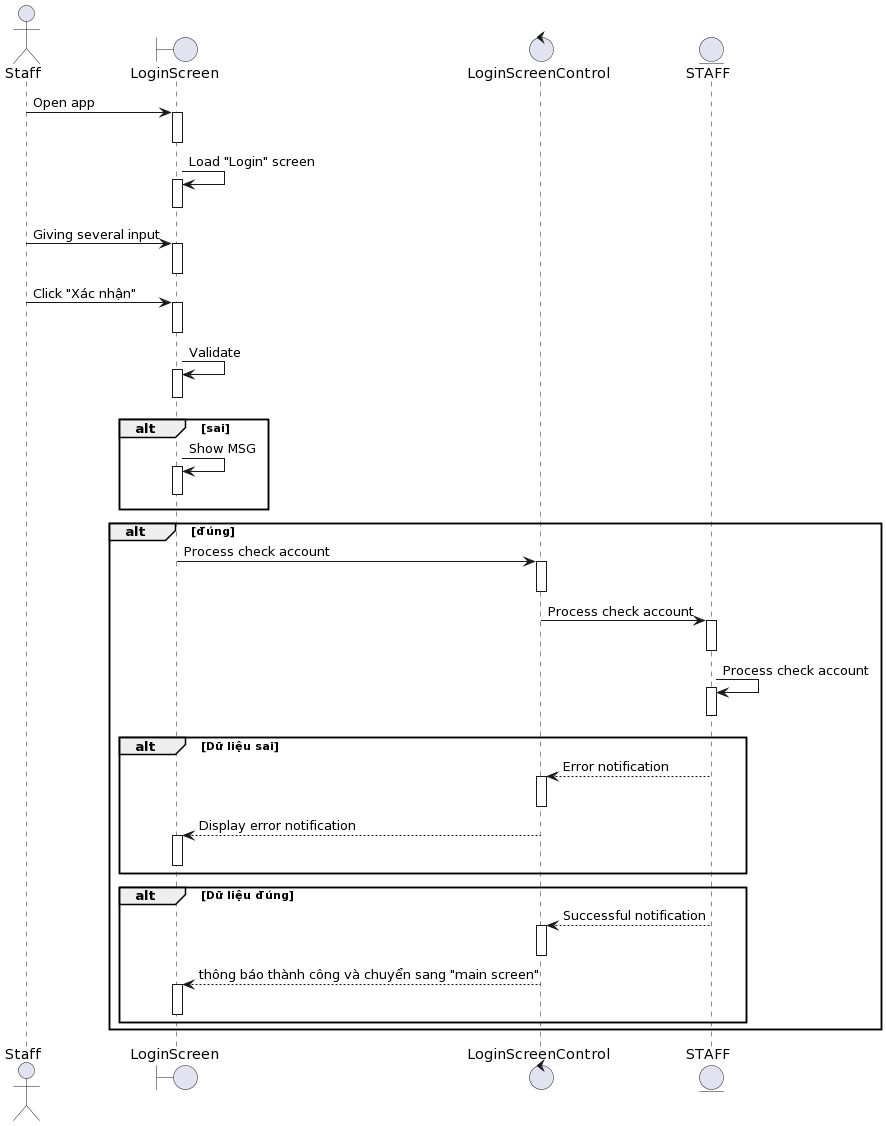 Staff
LoginScreen
LoginScreenControl
STAFF
Open app
Load "Login" screen
Giving several input
Click "Xác nhận"
Validate
alt [sai]
Show MSG
alt [đúng]
Process check account
Process check account
Process check account
alt [Dữ liệu sai]
Error notification
Display error notification
alt [Dữ liệu đúng]
Successful notification
thông báo thành công và chuyển sang "main screen"
Staff
LoginScreen
LoginScreenControl
STAFF